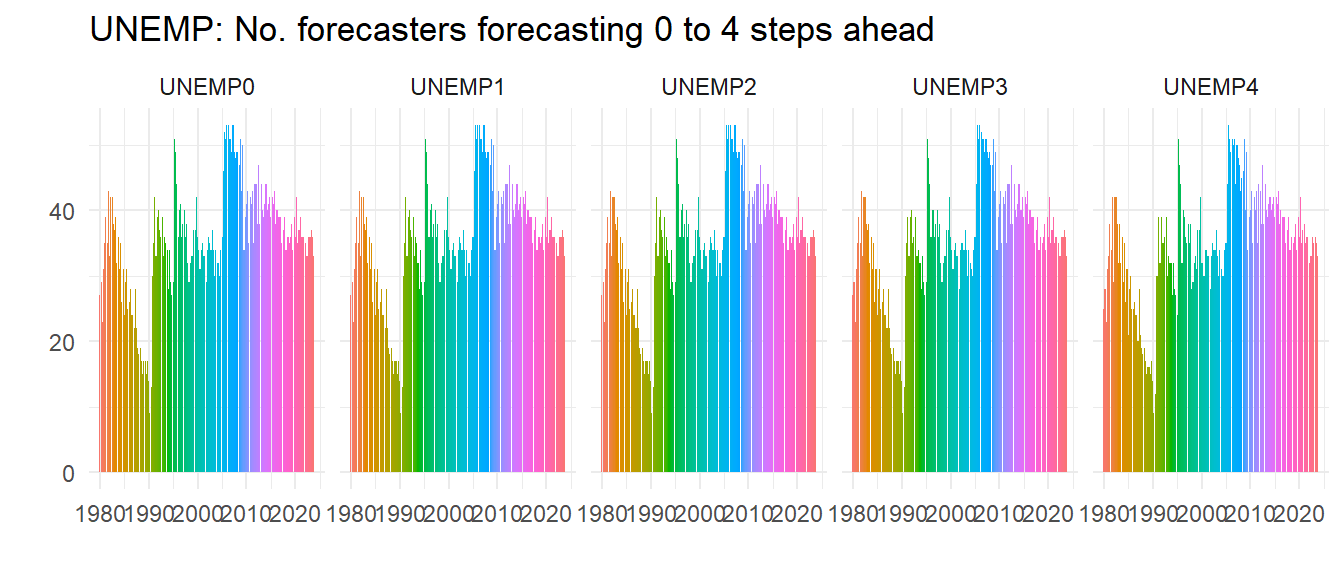 UNEMP: No. forecasters forecasting 0 to 4 steps ahead
UNEMP0 UNEMP1 UNEMP2 UNEMP3 UNEMP4
40
20
0
1980 1990 2000 2010 2020 1980 1990 2000 2010 2020 1980 1990 2000 2010 2020 1980 1990 2000 2010 2020 1980 1990 2000 2010 2020